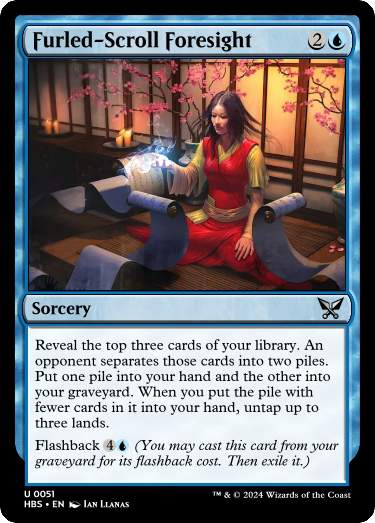 Furled-Scroll Foresight 2
Sorcery
Reveal the top three cards of your library. An
opponent separates those cards into two piles.
Put one pile into your hand and the other into
your graveyard. When you put the pile with
fewer cards in it into your hand, untap up to
three lands.
Flashback 4 (You may cast this card from your
graveyard for its flashback cost. Then exile it.)
U 0051
HBS • EN Ian Llanas
™ & © 2024 Wizards of the Coast